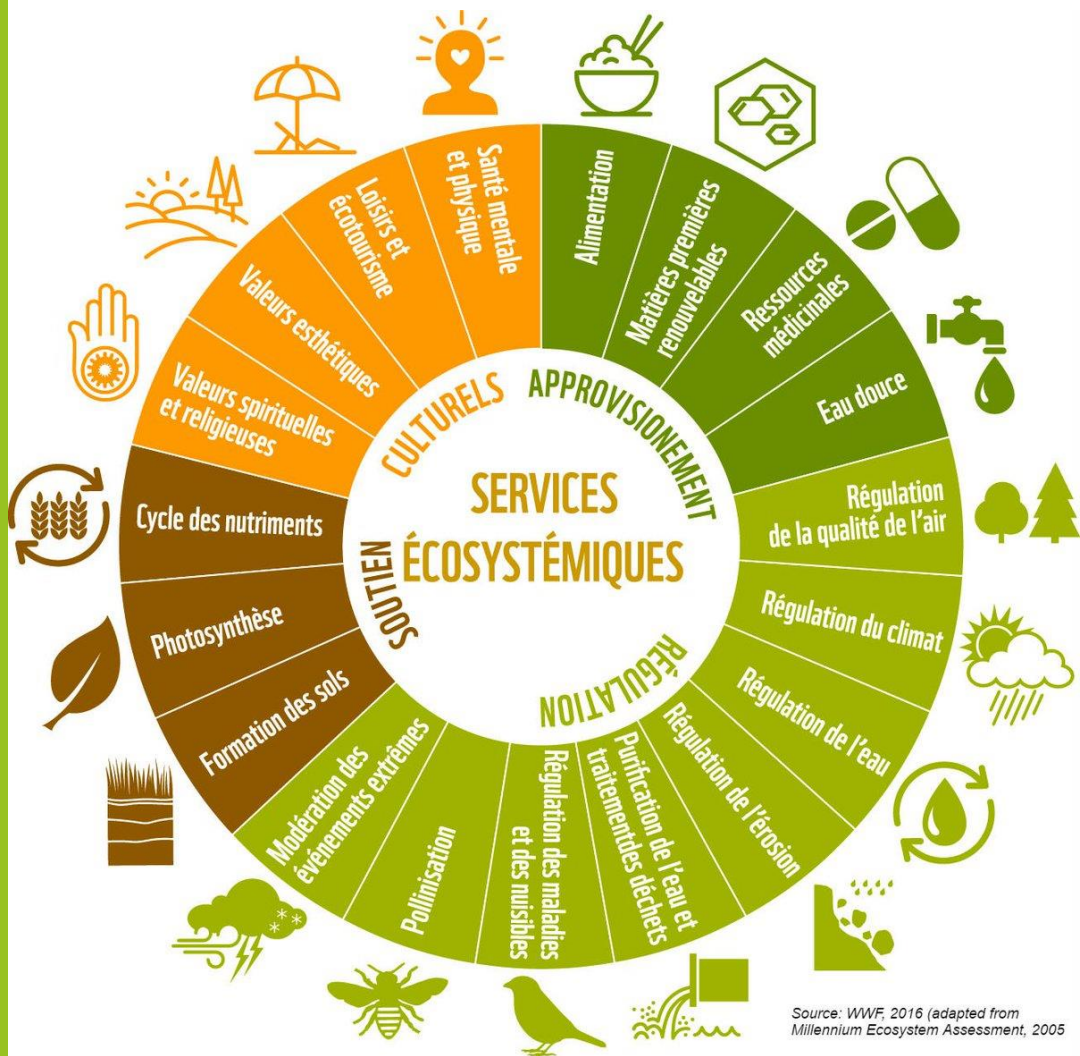 SERVICES
ÉCOSYSTÉMIQUES
APPROVISIONEMENT
Alimentation
Matières premières
renouvelables
Ressources
médicinales
Eau douce
RÉGULATION
Régulation
de la qualité de l'air
Régulation du climat
Régulation de l'eau
Régulation de l'érosion
Purification de l'eau et
traitementdes déchets
Régulation des maladies
et des nuisibles
Pollinisation
Modération des
événements extrêmes
SOUTIEN
Formation des sols
Photosynthèse
Cycle des nutriments
CULTURELS
Valeurs spirituelles
et religieuses
Valeurs esthétiques
Loisirs et
écotourisme
Santé mentale
et physique
Source: WWF, 2016 (adapted from
Millennium Ecosystem Assessment, 2005